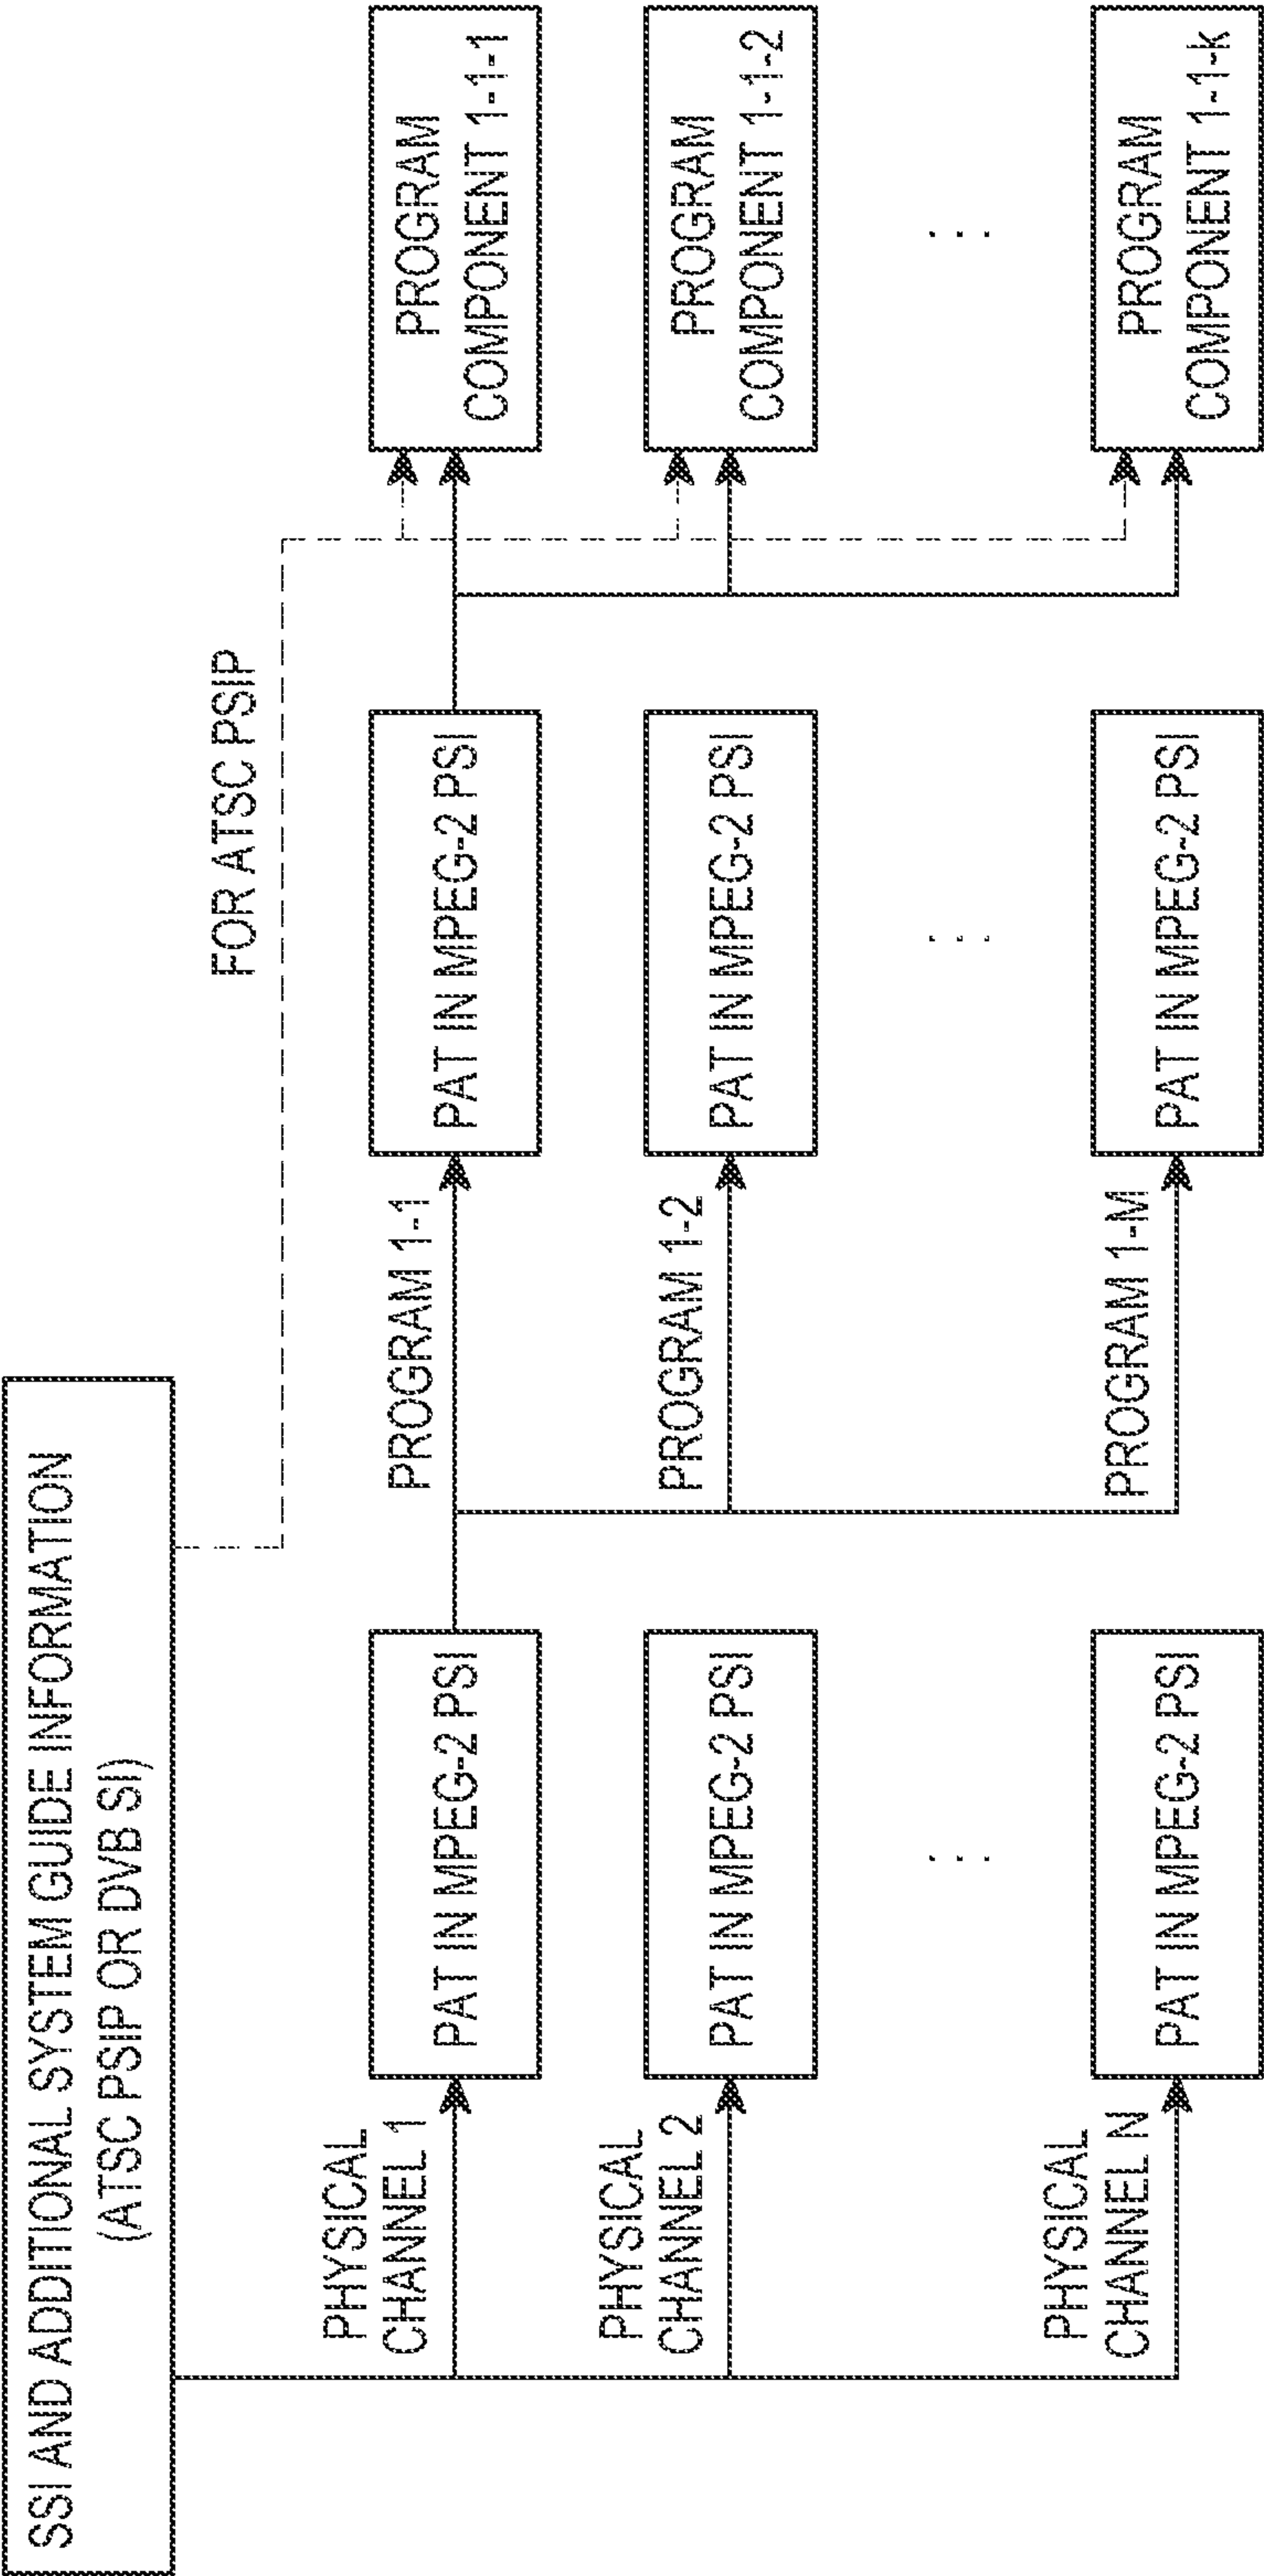 SSI AND ADDITIONAL SYSTEM GUIDE INFORMATION
(ATSC PSIP OR DVB SI)
FOR ATSC PSIP
PHYSICAL
CHANNEL 1
PAT IN MPEG-2 PSI
PROGRAM 1-1
PAT IN MPEG-2 PSI
PROGRAM
COMPONENT 1-1-1
PHYSICAL
CHANNEL 2
PAT IN MPEG-2 PSI
PROGRAM 1-2
PAT IN MPEG-2 PSI
PROGRAM
COMPONENT 1-1-2
. . .
. . .
. . .
PHYSICAL
CHANNEL N
PAT IN MPEG-2 PSI
PROGRAM 1-M
PAT IN MPEG-2 PSI
PROGRAM
COMPONENT 1-1-k